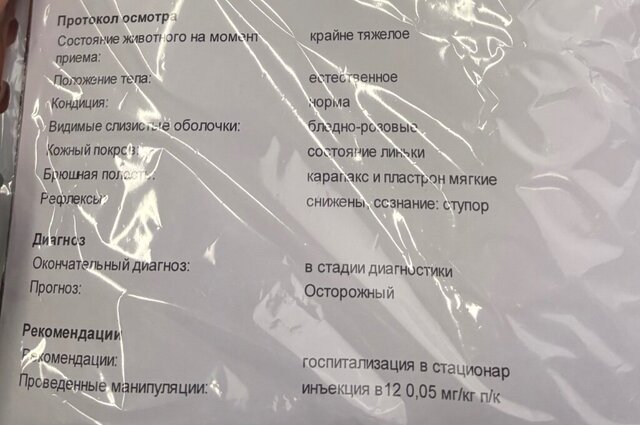 Протокол осмотра
Состояние животного на момент приема: крайне тяжелое
Положение тела: естественное
Кондиция: норма
Видимые слизистые оболочки: бледно-розовые
Кожный покров: состояние линьки
Брюшная полость: карапакс и пластрон мягкие
Рефлексы: снижены, сознание: ступор
Диагноз
Окончательный диагноз: в стадии диагностики
Прогноз: Осторожный
Рекомендации
Рекомендации: госпитализация в стационар
Проведенные манипуляции: инъекция в12 0,05 мг/кг п/к